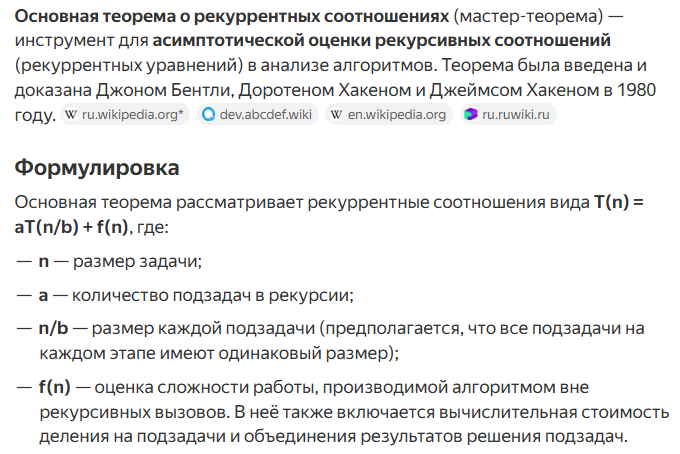 Основная теорема о рекуррентных соотношениях (мастер-теорема) —
инструмент для асимптотической оценки рекурсивных соотношений
(рекуррентных уравнений) в анализе алгоритмов. Теорема была введена и
доказана Джоном Бентли, Доротеном Хакеном и Джеймсом Хакеном в 1980
году. ru.wikipedia.org* dev.abcdef.wiki en.wikipedia.org ru.ruwiki.ru
Формулировка
Основная теорема рассматривает рекуррентные соотношения вида T(n) =
aT(n/b) + f(n), где:
— n — размер задачи;
— a — количество подзадач в рекурсии;
— n/b — размер каждой подзадачи (предполагается, что все подзадачи на
каждом этапе имеют одинаковый размер);
— f(n) — оценка сложности работы, производимой алгоритмом вне
рекурсивных вызовов. В неё также включается вычислительная стоимость
деления на подзадачи и объединения результатов решения подзадач.